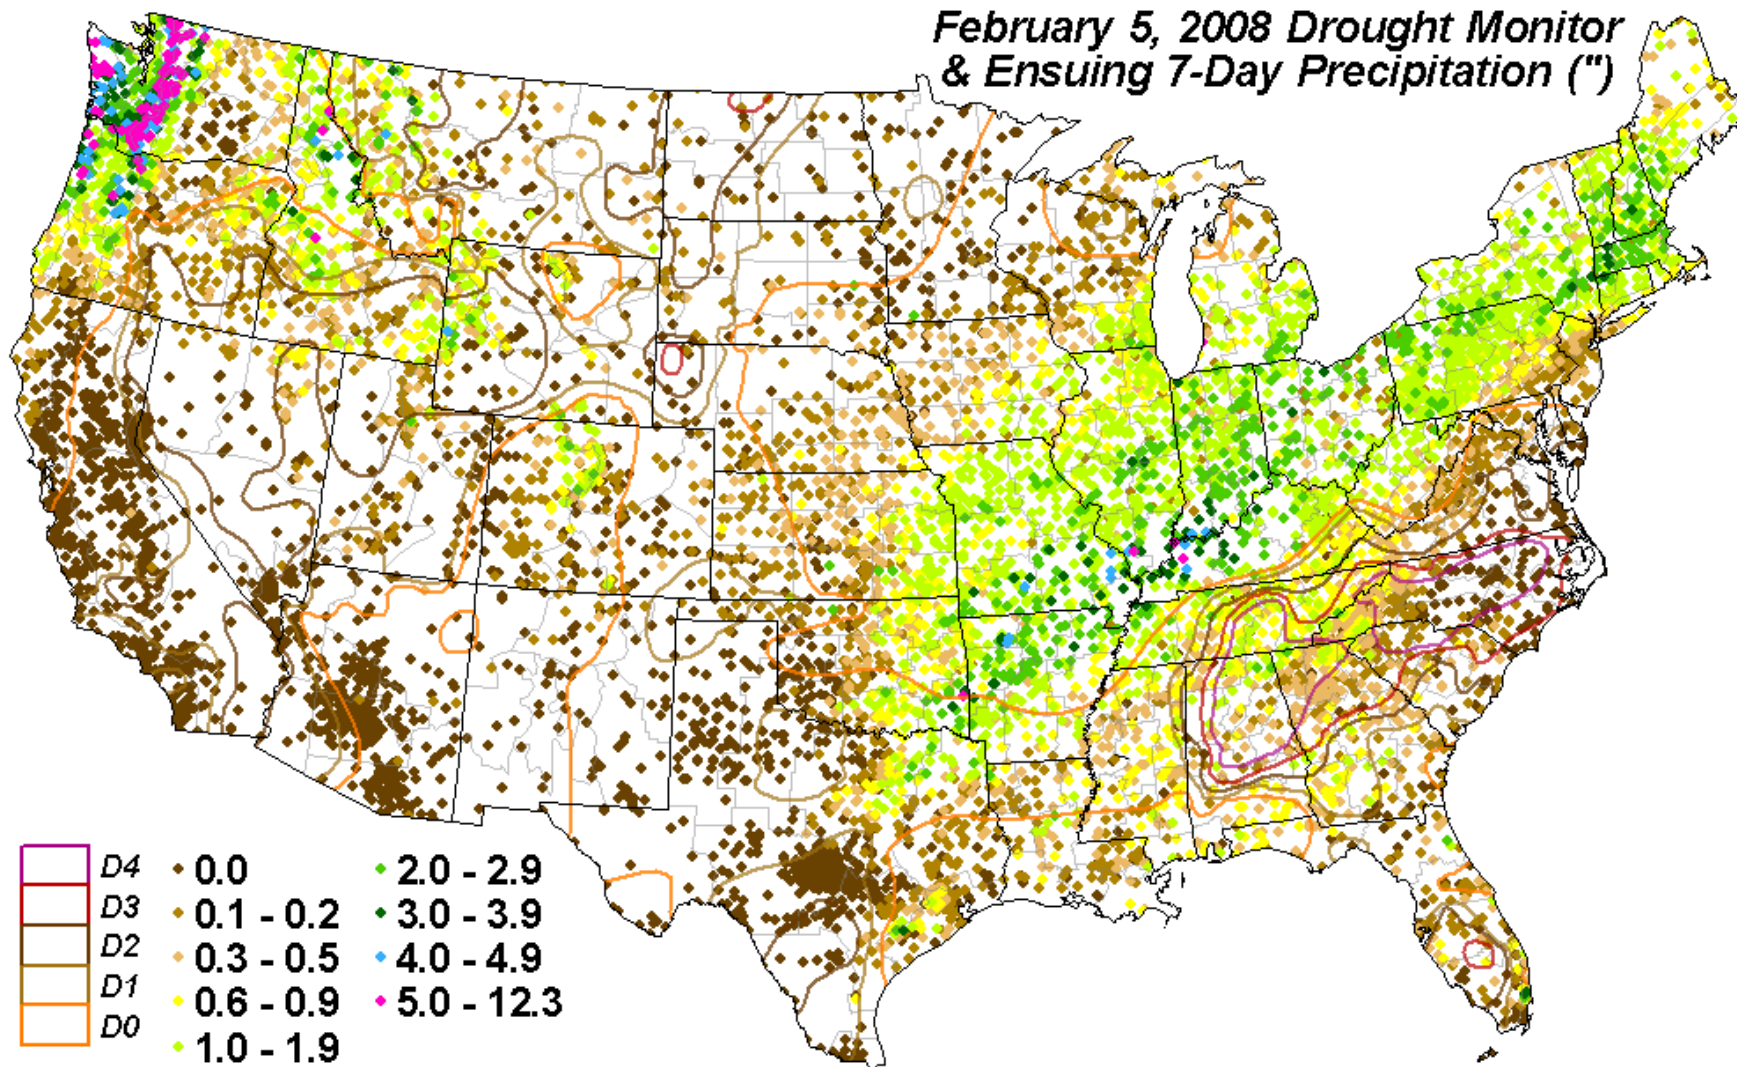 February 5, 2008 Drought Monitor
& Ensuing 7-Day Precipitation (")
D4
D3
D2
D1
D0
0.0
0.1 - 0.2
0.3 - 0.5
0.6 - 0.9
1.0 - 1.9
2.0 - 2.9
3.0 - 3.9
4.0 - 4.9
5.0 - 12.3